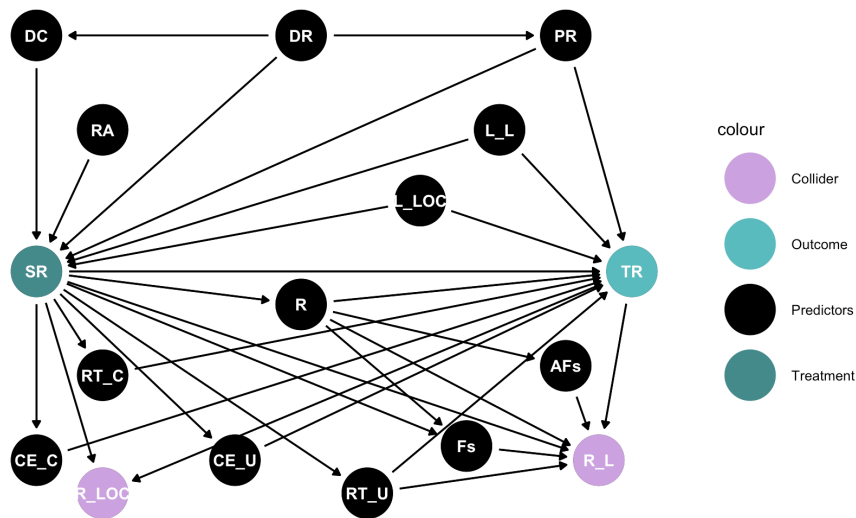 DC
DR
PR
RA
L_L
L_LOC
SR
TR
R
RT_C
AFs
CE_C
CE_U
Fs
R_L
R_LOC
RT_U
colour
Collider
Outcome
Predictors
Treatment